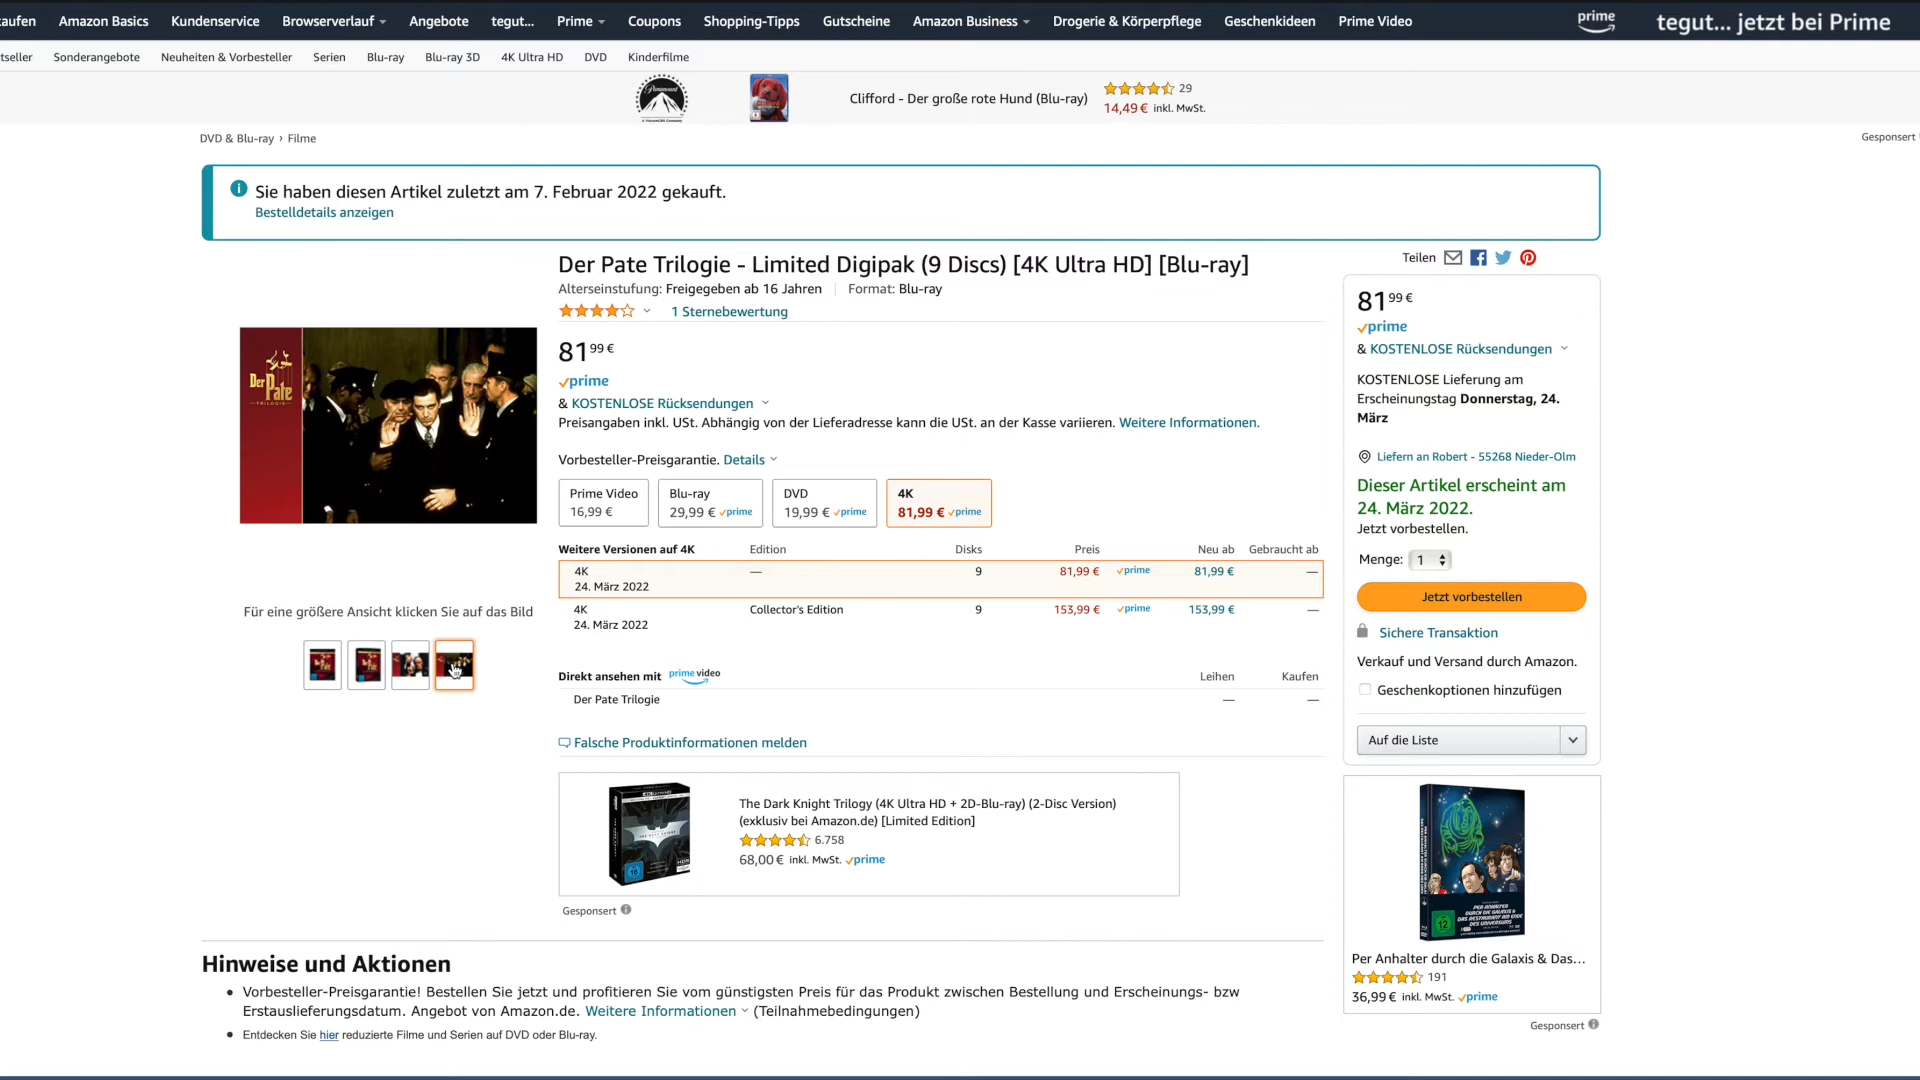 aufen Amazon Basics Kundenservice Browserverlauf Angebote tegut... Prime Coupons Shopping-Tipps Gutscheine Amazon Business Drogerie & Körperpflege Geschenkideen Prime Video prime tegut... jetzt bei Prime
tseller Sonderangebote Neuheiten & Vorbesteller Serien Blu-ray Blu-ray 3D 4K Ultra HD DVD Kinderfilme
Paramount
Clifford - Der große rote Hund (Blu-ray)
29
14,49 € inkl. MwSt.
DVD & Blu-ray › Filme
Gesponsert
Sie haben diesen Artikel zuletzt am 7. Februar 2022 gekauft.
Bestelldetails anzeigen
Der Pate Trilogie - Limited Digipak (9 Discs) [4K Ultra HD] [Blu-ray]
Alterseinstufung: Freigegeben ab 16 Jahren Format: Blu-ray
1 Sternebewertung
81 99 €
prime
& KOSTENLOSE Rücksendungen
Preisangaben inkl. USt. Abhängig von der Lieferadresse kann die USt. an der Kasse variieren. Weitere Informationen.
Vorbesteller-Preisgarantie. Details
Prime Video
16,99 €
Blu-ray
29,99 € prime
DVD
19,99 € prime
4K
81,99 € prime
Weitere Versionen auf 4K Edition Disks Preis Neu ab Gebraucht ab
4K — 9 81,99 € prime 81,99 € —
24. März 2022
4K Collector's Edition 9 153,99 € prime 153,99 € —
24. März 2022
Direkt ansehen mit prime video Leihen Kaufen
Der Pate Trilogie — —
Falsche Produktinformationen melden
The Dark Knight Trilogy (4K Ultra HD + 2D-Blu-ray) (2-Disc Version)
(exklusiv bei Amazon.de) [Limited Edition]
6.758
68,00 € inkl. MwSt. prime
Gesponsert
Der
Pate
TRILOGIE
Für eine größere Ansicht klicken Sie auf das Bild
Teilen
81 99 €
prime
& KOSTENLOSE Rücksendungen
KOSTENLOSE Lieferung am
Erscheinungstag Donnerstag, 24.
März
Liefern an Robert - 55268 Nieder-Olm
Dieser Artikel erscheint am
24. März 2022.
Jetzt vorbestellen.
Menge: 1
Jetzt vorbestellen
Sichere Transaktion
Verkauf und Versand durch Amazon.
Geschenkoptionen hinzufügen
Auf die Liste
PER ANHALTER
DURCH DIE GALAXIS &
DAS RESTAURANT AM ENDE
DES UNIVERSUMS
12
Per Anhalter durch die Galaxis & Das...
191
36,99 € inkl. MwSt. prime
Gesponsert
Hinweise und Aktionen
• Vorbesteller-Preisgarantie! Bestellen Sie jetzt und profitieren Sie vom günstigsten Preis für das Produkt zwischen Bestellung und Erscheinungs- bzw
Erstauslieferungsdatum. Angebot von Amazon.de. Weitere Informationen (Teilnahmebedingungen)
• Entdecken Sie hier reduzierte Filme und Serien auf DVD oder Blu-ray.